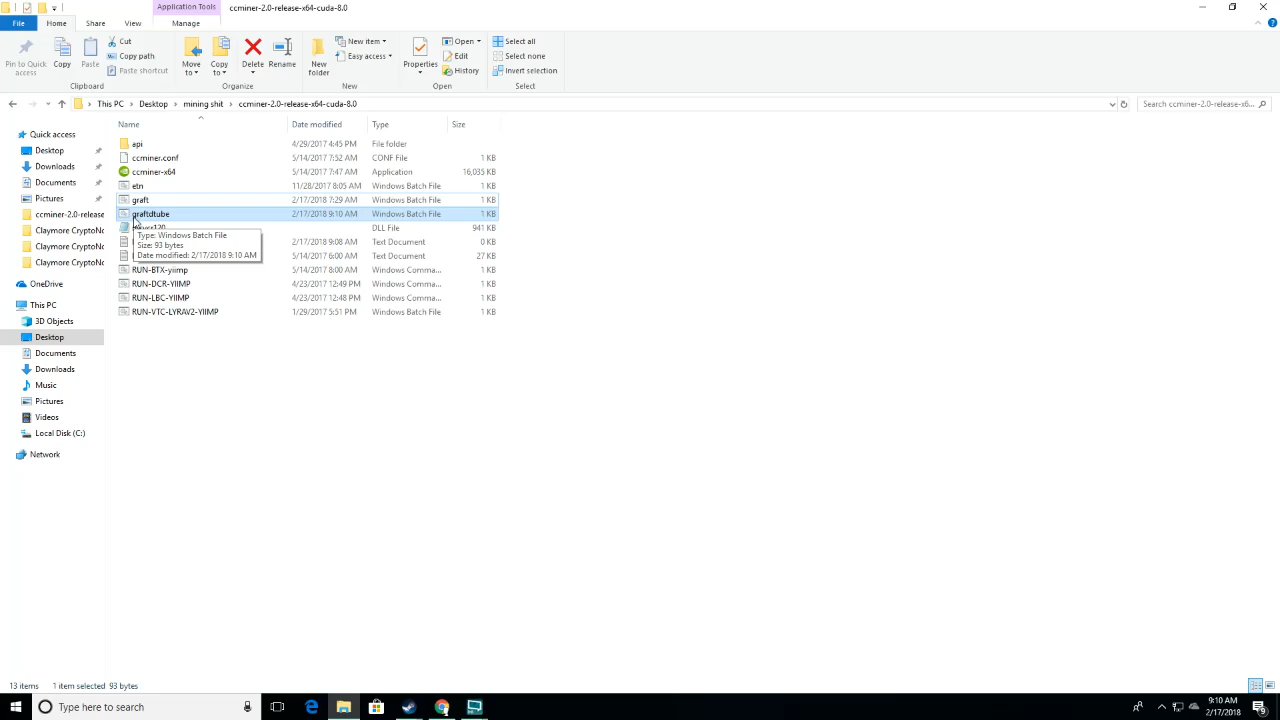 Application Tools
ccminer-2.0-release-x64-cuda-8.0
File
Home
Share
View
Manage
Pin to Quick access
Copy
Paste
Cut
Copy path
Paste shortcut
Clipboard
Move to
Copy to
Delete
Rename
Organize
New folder
New item
Easy access
New
Properties
Open
Edit
History
Open
Select all
Select none
Invert selection
Select
This PC
Desktop
mining shit
ccminer-2.0-release-x64-cuda-8.0
Search ccminer-2.0-release-x6...
Name
Date modified
Type
Size
Quick access
Desktop
Downloads
Documents
Pictures
ccminer-2.0-release
Claymore CryptoNo
Claymore CryptoNo
Claymore CryptoNo
OneDrive
This PC
3D Objects
Desktop
Documents
Downloads
Music
Pictures
Videos
Local Disk (C:)
Network
api 4/29/2017 4:45 PM File folder
ccminer.conf 5/14/2017 7:52 AM CONF File 1 KB
ccminer-x64 5/14/2017 7:47 AM Application 16,035 KB
etn 11/28/2017 8:05 AM Windows Batch File 1 KB
graft 2/17/2018 7:29 AM Windows Batch File 1 KB
graftdtube 2/17/2018 9:10 AM Windows Batch File 1 KB
DLL File 941 KB
2/17/2018 9:08 AM Text Document 0 KB
5/14/2017 6:00 AM Text Document 27 KB
RUN-BTX-yiimp 5/14/2017 8:00 AM Windows Comma... 1 KB
RUN-DCR-YIIMP 4/23/2017 12:49 PM Windows Comma... 1 KB
RUN-LBC-YIIMP 4/23/2017 12:48 PM Windows Comma... 1 KB
RUN-VTC-LYRAV2-YIIMP 1/29/2017 5:51 PM Windows Batch File 1 KB
Type: Windows Batch File
Size: 93 bytes
Date modified: 2/17/2018 9:10 AM
13 items
1 item selected 93 bytes
Type here to search
9:10 AM
2/17/2018